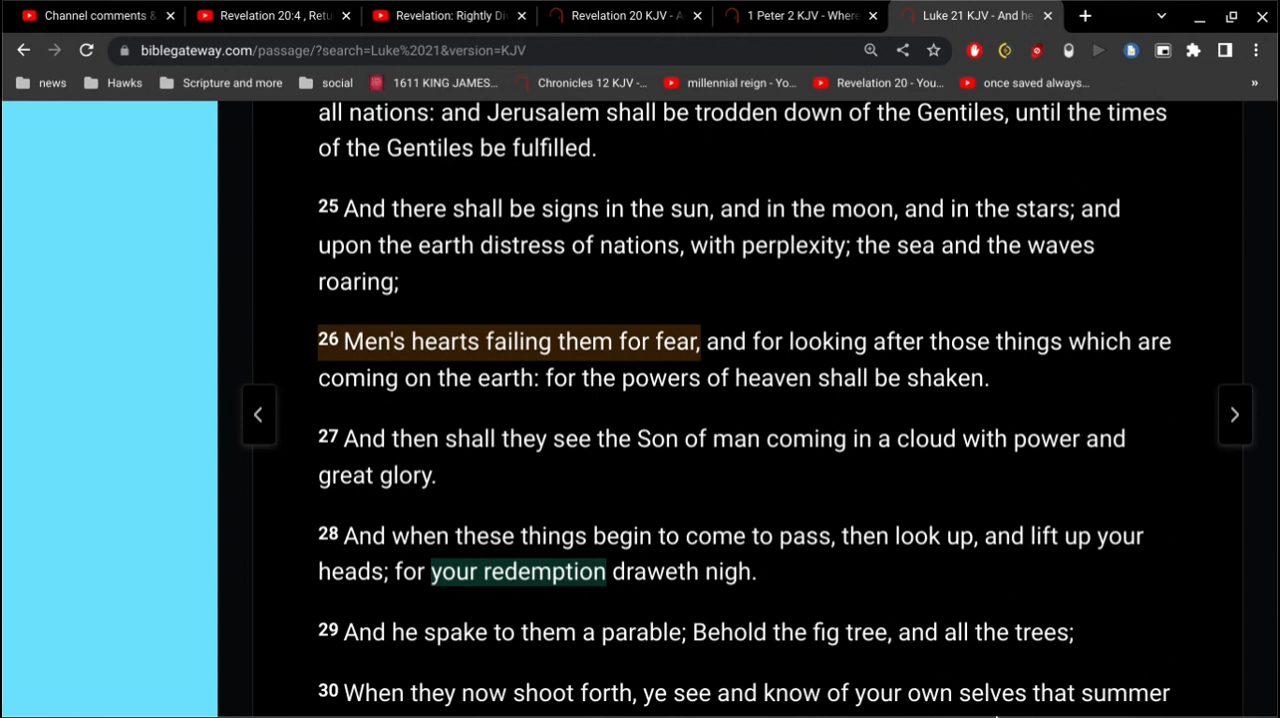 Channel comments &
Revelation 20:4 , Retu
Revelation: Rightly Di
Revelation 20 KJV - A
1 Peter 2 KJV - Where
Luke 21 KJV - And he
biblegateway.com/passage/?search=Luke%2021&version=KJV
news
Hawks
Scripture and more
social
1611 KING JAMES...
Chronicles 12 KJV -...
millennial reign - Yo...
Revelation 20 - You...
once saved always...
»
all nations: and Jerusalem shall be trodden down of the Gentiles, until the times
of the Gentiles be fulfilled.
25 And there shall be signs in the sun, and in the moon, and in the stars; and
upon the earth distress of nations, with perplexity; the sea and the waves
roaring;
26 Men's hearts failing them for fear, and for looking after those things which are
coming on the earth: for the powers of heaven shall be shaken.
27 And then shall they see the Son of man coming in a cloud with power and
great glory.
28 And when these things begin to come to pass, then look up, and lift up your
heads; for your redemption draweth nigh.
29 And he spake to them a parable; Behold the fig tree, and all the trees;
30 When they now shoot forth, ye see and know of your own selves that summer